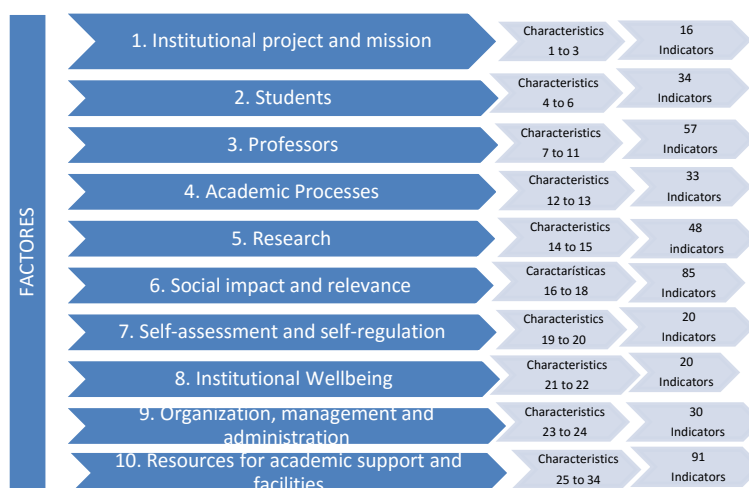 FACTORES
1. Institutional project and mission
Characteristics
1 to 3
16
Indicators
2. Students
Characteristics
4 to 6
34
Indicators
3. Professors
Characteristics
7 to 11
57
Indicators
4. Academic Processes
Characteristics
12 to 13
33
Indicators
5. Research
Characteristics
14 to 15
48
indicators
6. Social impact and relevance
Caractarísticas
16 to 18
85
Indicators
7. Self-assessment and self-regulation
Characteristics
19 to 20
20
Indicators
8. Institutional Wellbeing
Characteristics
21 to 22
20
Indicators
9. Organization, management and
administration
Characteristics
23 to 24
30
Indicators
10. Resources for academic support and
facilities
Characteristics
25 to 34
91
Indicators